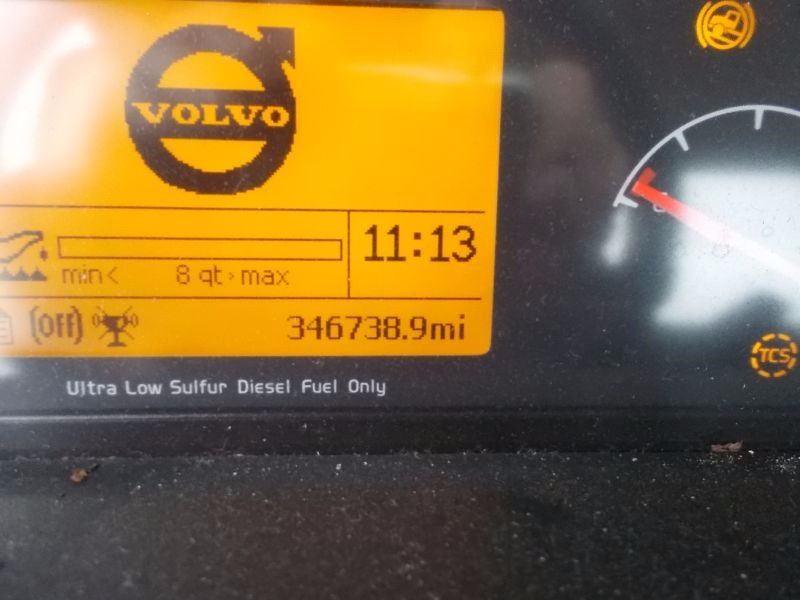 VOLVO
11:13
min< 8 qt > max
(Off) 346738.9mi
TCS
Ultra Low Sulfur Diesel Fuel Only